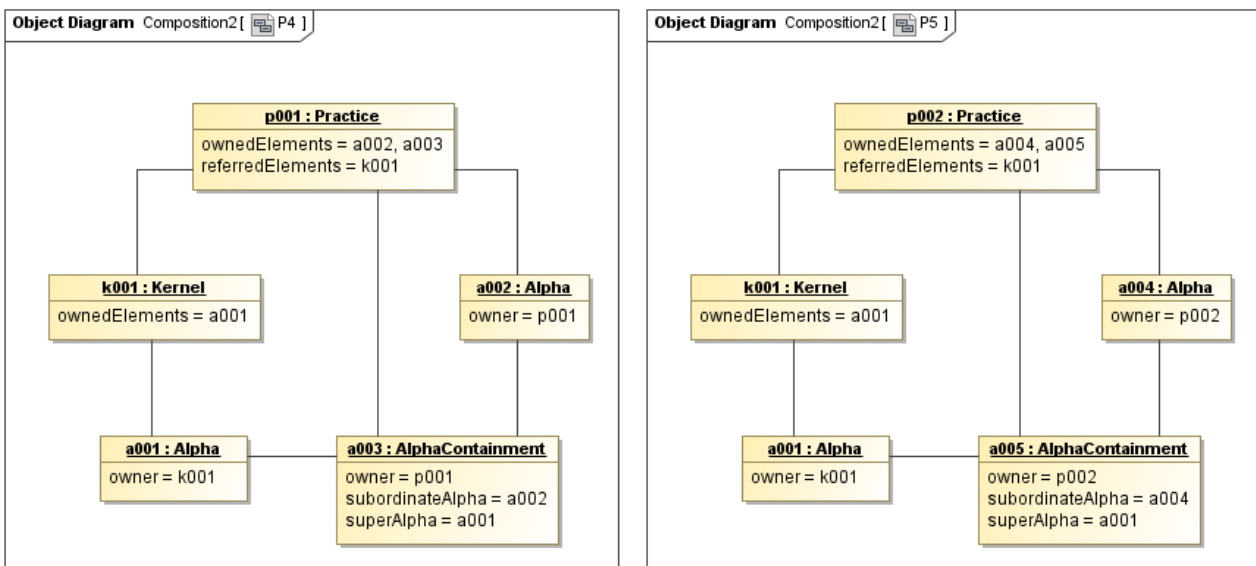 Object Diagram Composition2 [ P4 ]
p001 : Practice
ownedElements = a002, a003
referredElements = k001
k001 : Kernel
ownedElements = a001
a002 : Alpha
owner = p001
a001 : Alpha
owner = k001
a003 : AlphaContainment
owner = p001
subordinateAlpha = a002
superAlpha = a001
Object Diagram Composition2 [ P5 ]
p002 : Practice
ownedElements = a004, a005
referredElements = k001
k001 : Kernel
ownedElements = a001
a004 : Alpha
owner = p002
a001 : Alpha
owner = k001
a005 : AlphaContainment
owner = p002
subordinateAlpha = a004
superAlpha = a001